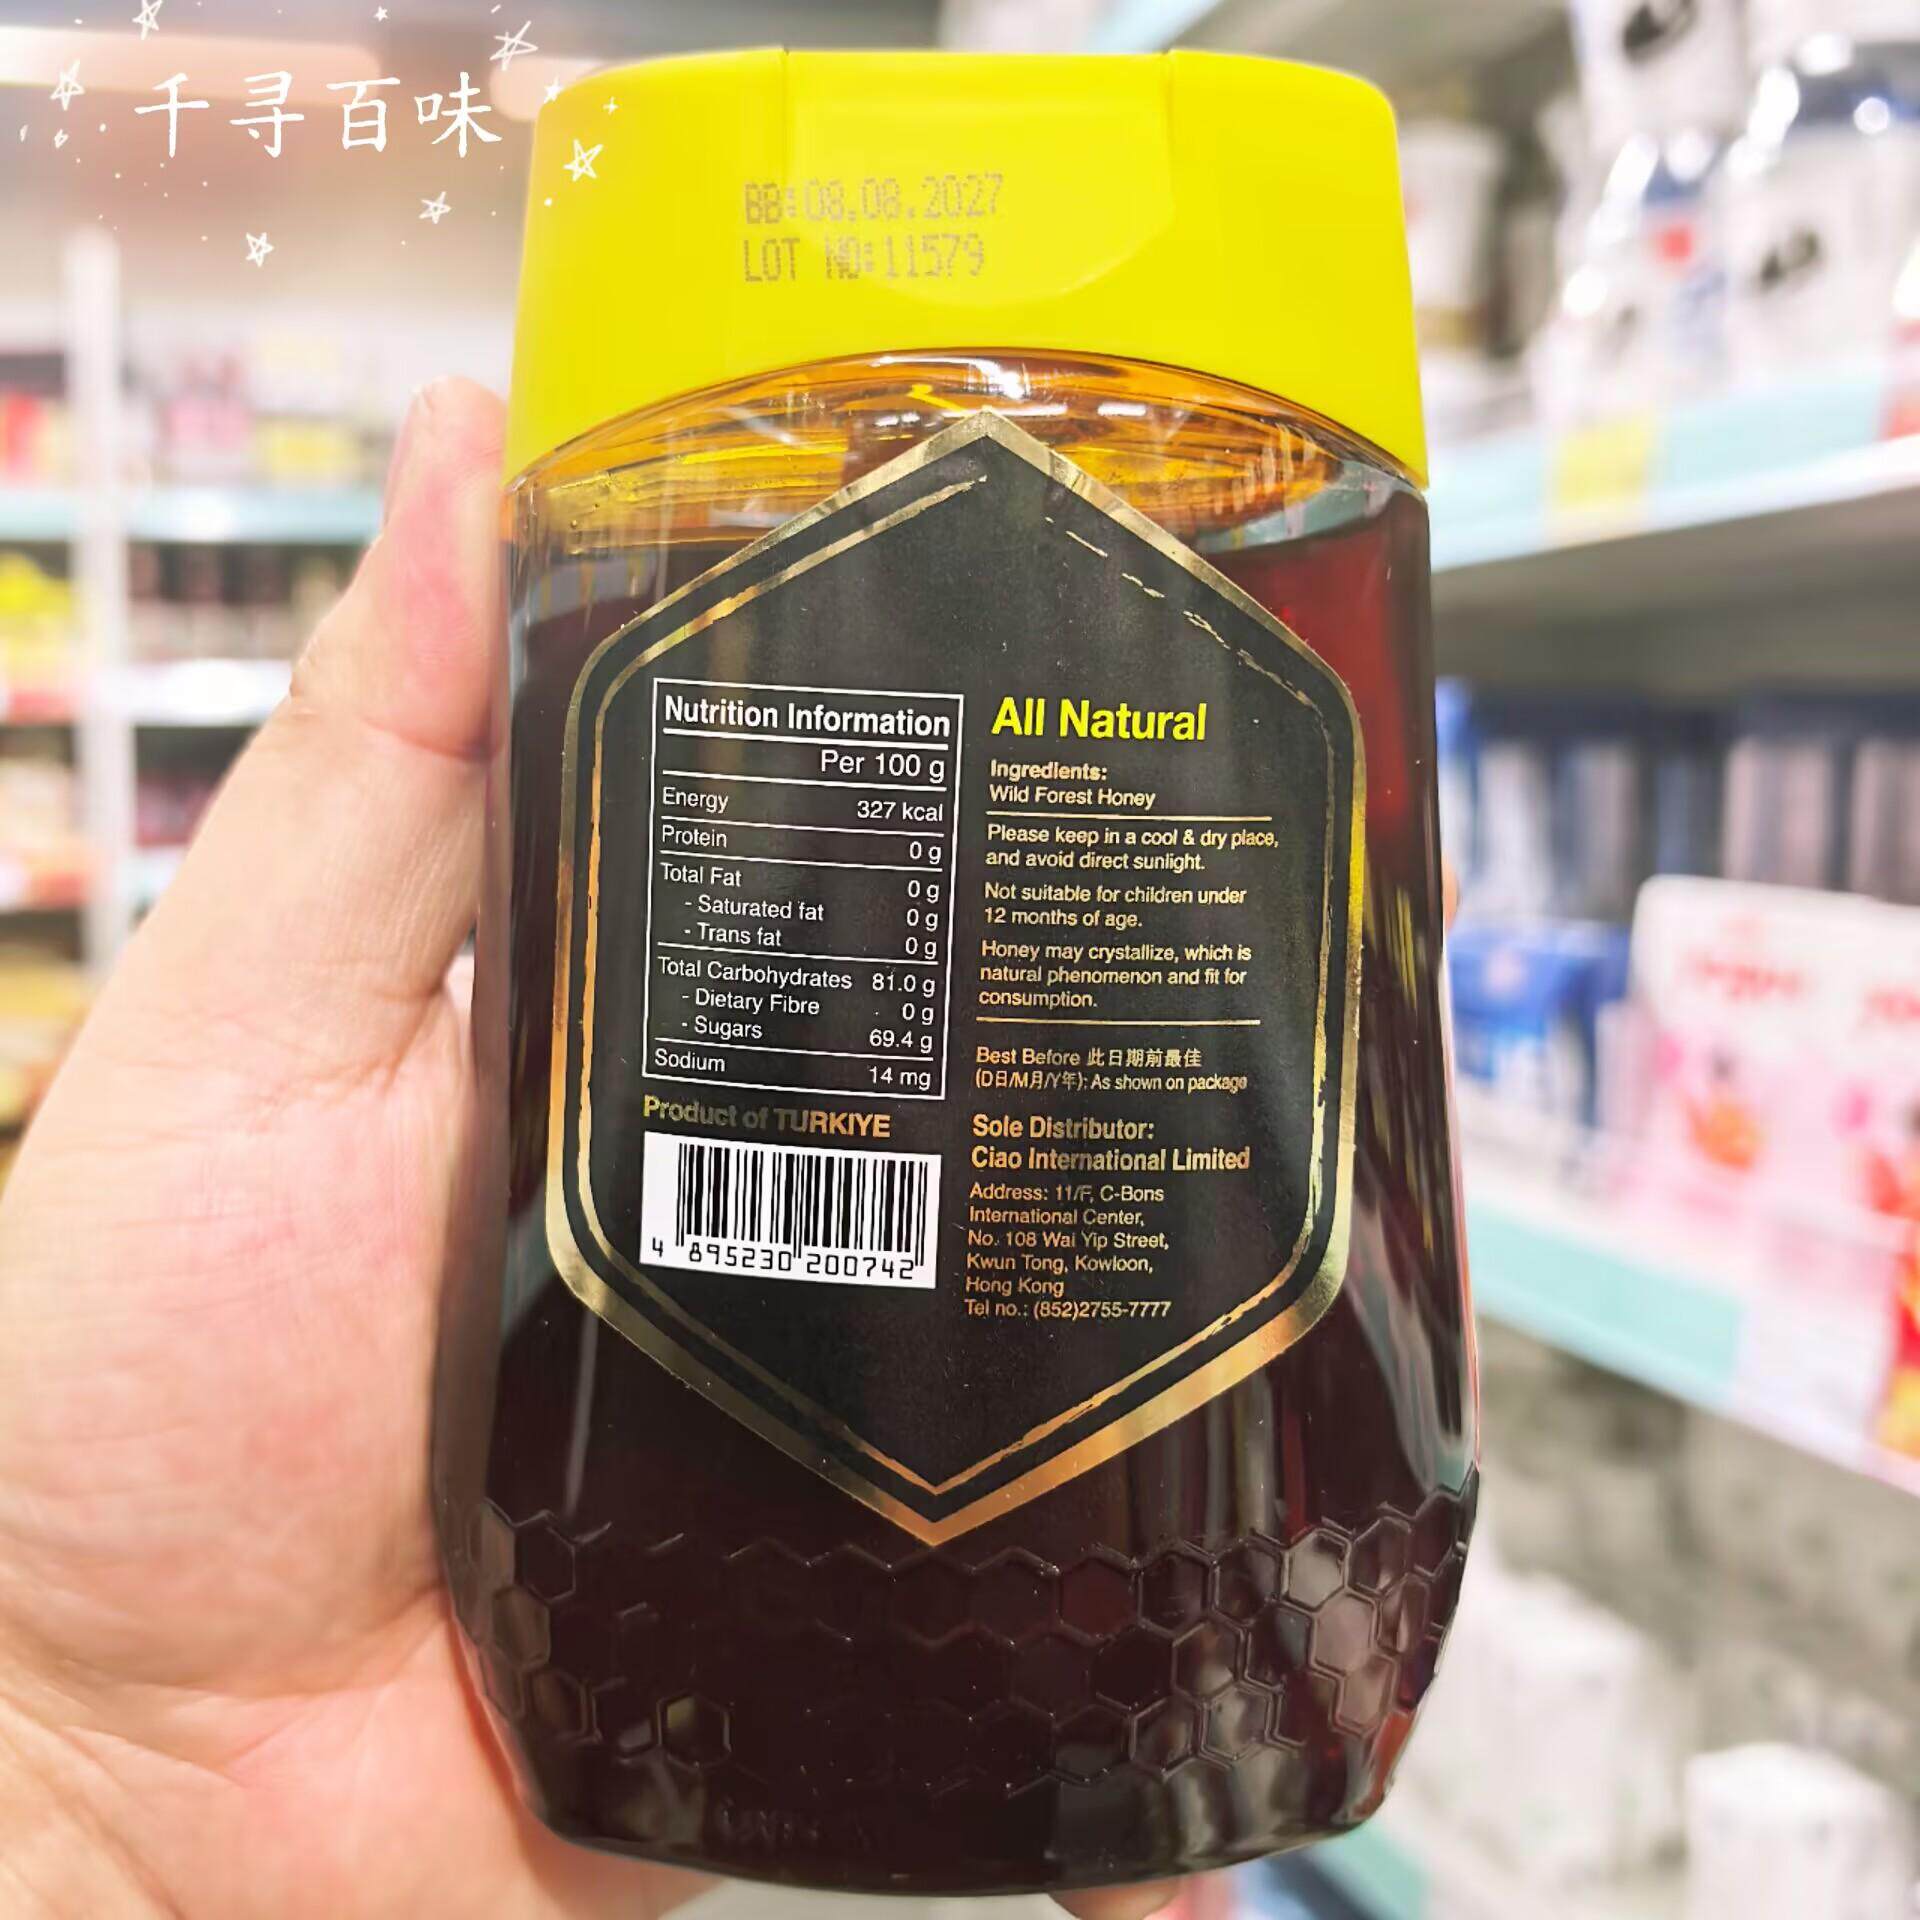 千寻百味
BB:08.08.2027
LOT NO:11579
Nutrition Information
Per 100 g
Energy 327 kcal
Protein 0 g
Total Fat 0 g
- Saturated fat 0 g
- Trans fat 0 g
Total Carbohydrates 81.0 g
- Dietary Fibre 0 g
- Sugars 69.4 g
Sodium 14 mg
Product of TURKIYE
4 895230 200742
All Natural
Ingredients:
Wild Forest Honey
Please keep in a cool & dry place,
and avoid direct sunlight.
Not suitable for children under
12 months of age.
Honey may crystallize, which is
natural phenomenon and fit for
consumption.
Best Before 此日期前最佳
(D日/M月/Y年): As shown on package
Sole Distributor:
Ciao International Limited
Address: 11/F, C-Bons
International Center,
No. 108 Wai Yip Street,
Kwun Tong, Kowloon,
Hong Kong
Tel no.: (852)2755-7777